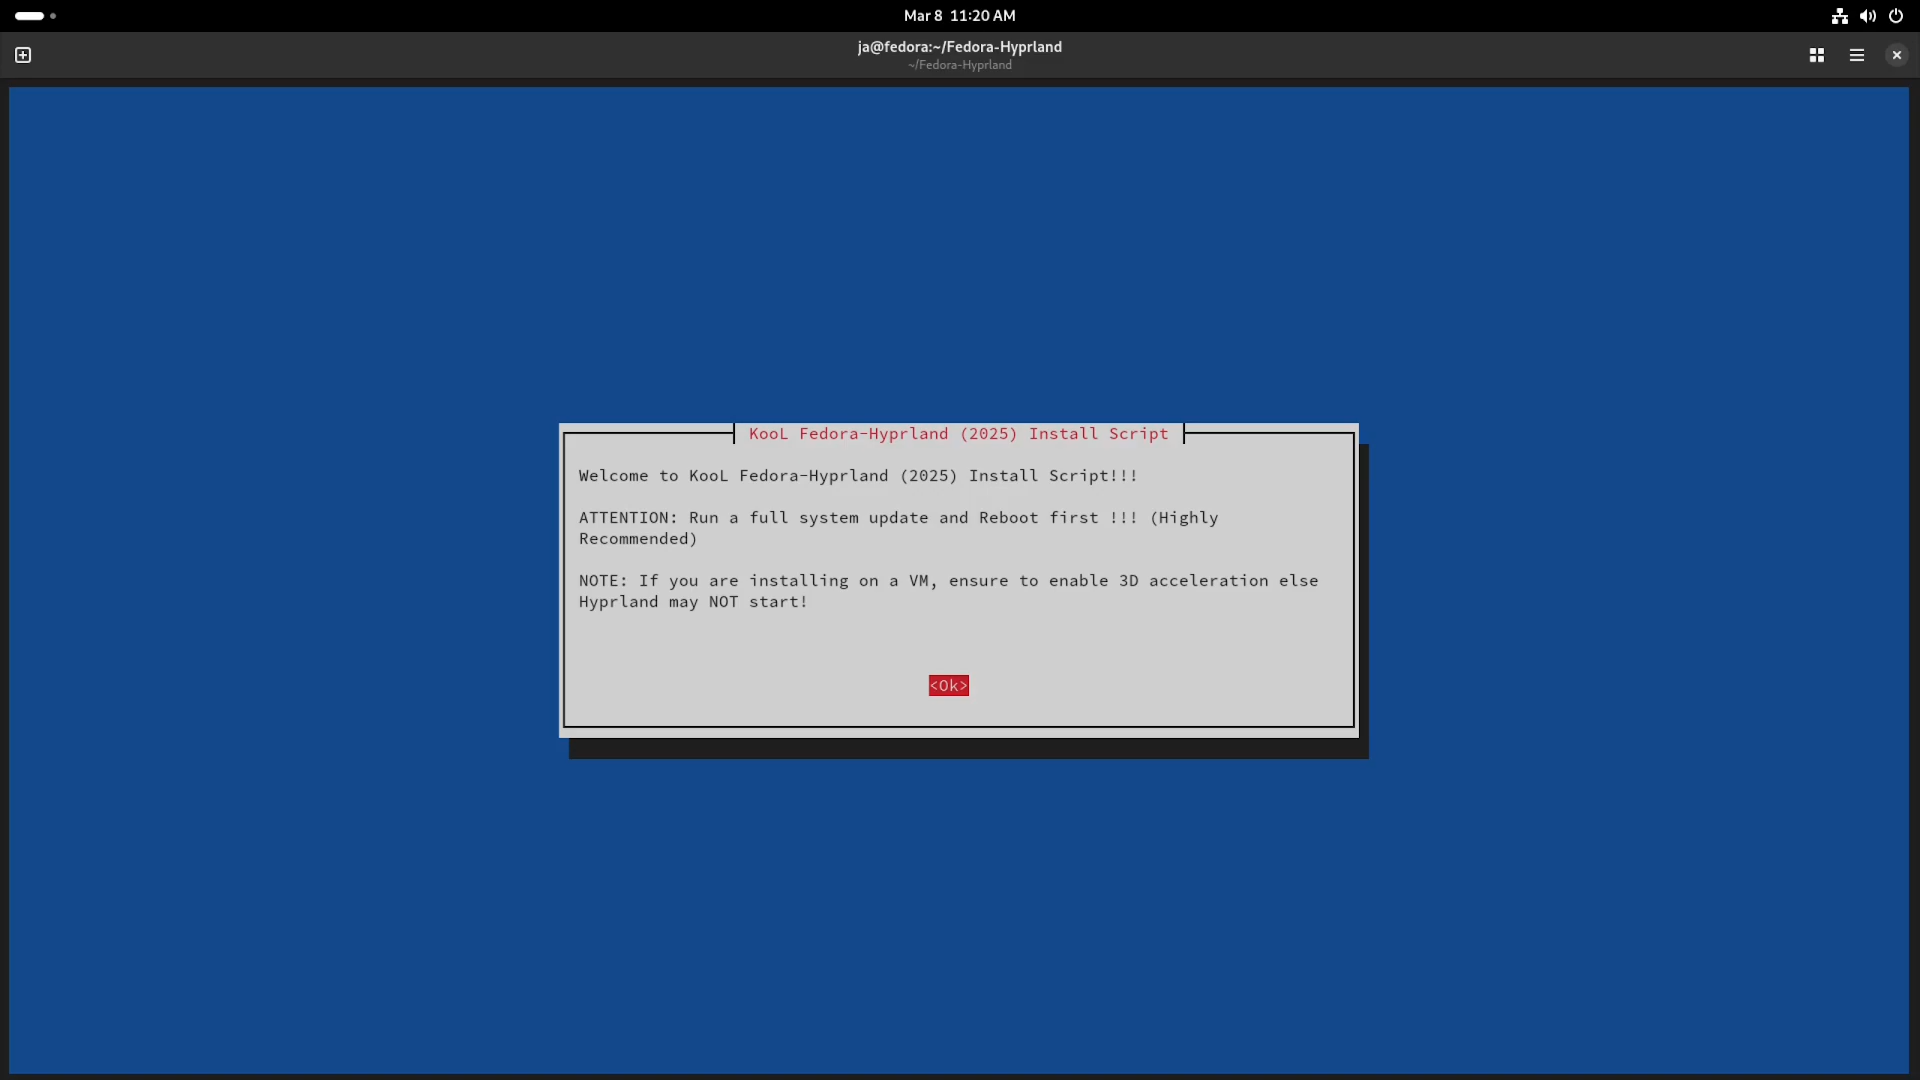 Mar 8 11:20 AM
ja@fedora:~/Fedora-Hyprland
~/Fedora-Hyprland
KooL Fedora-Hyprland (2025) Install Script
Welcome to KooL Fedora-Hyprland (2025) Install Script!!!
ATTENTION: Run a full system update and Reboot first !!! (Highly
Recommended)
NOTE: If you are installing on a VM, ensure to enable 3D acceleration else
Hyprland may NOT start!
<Ok>